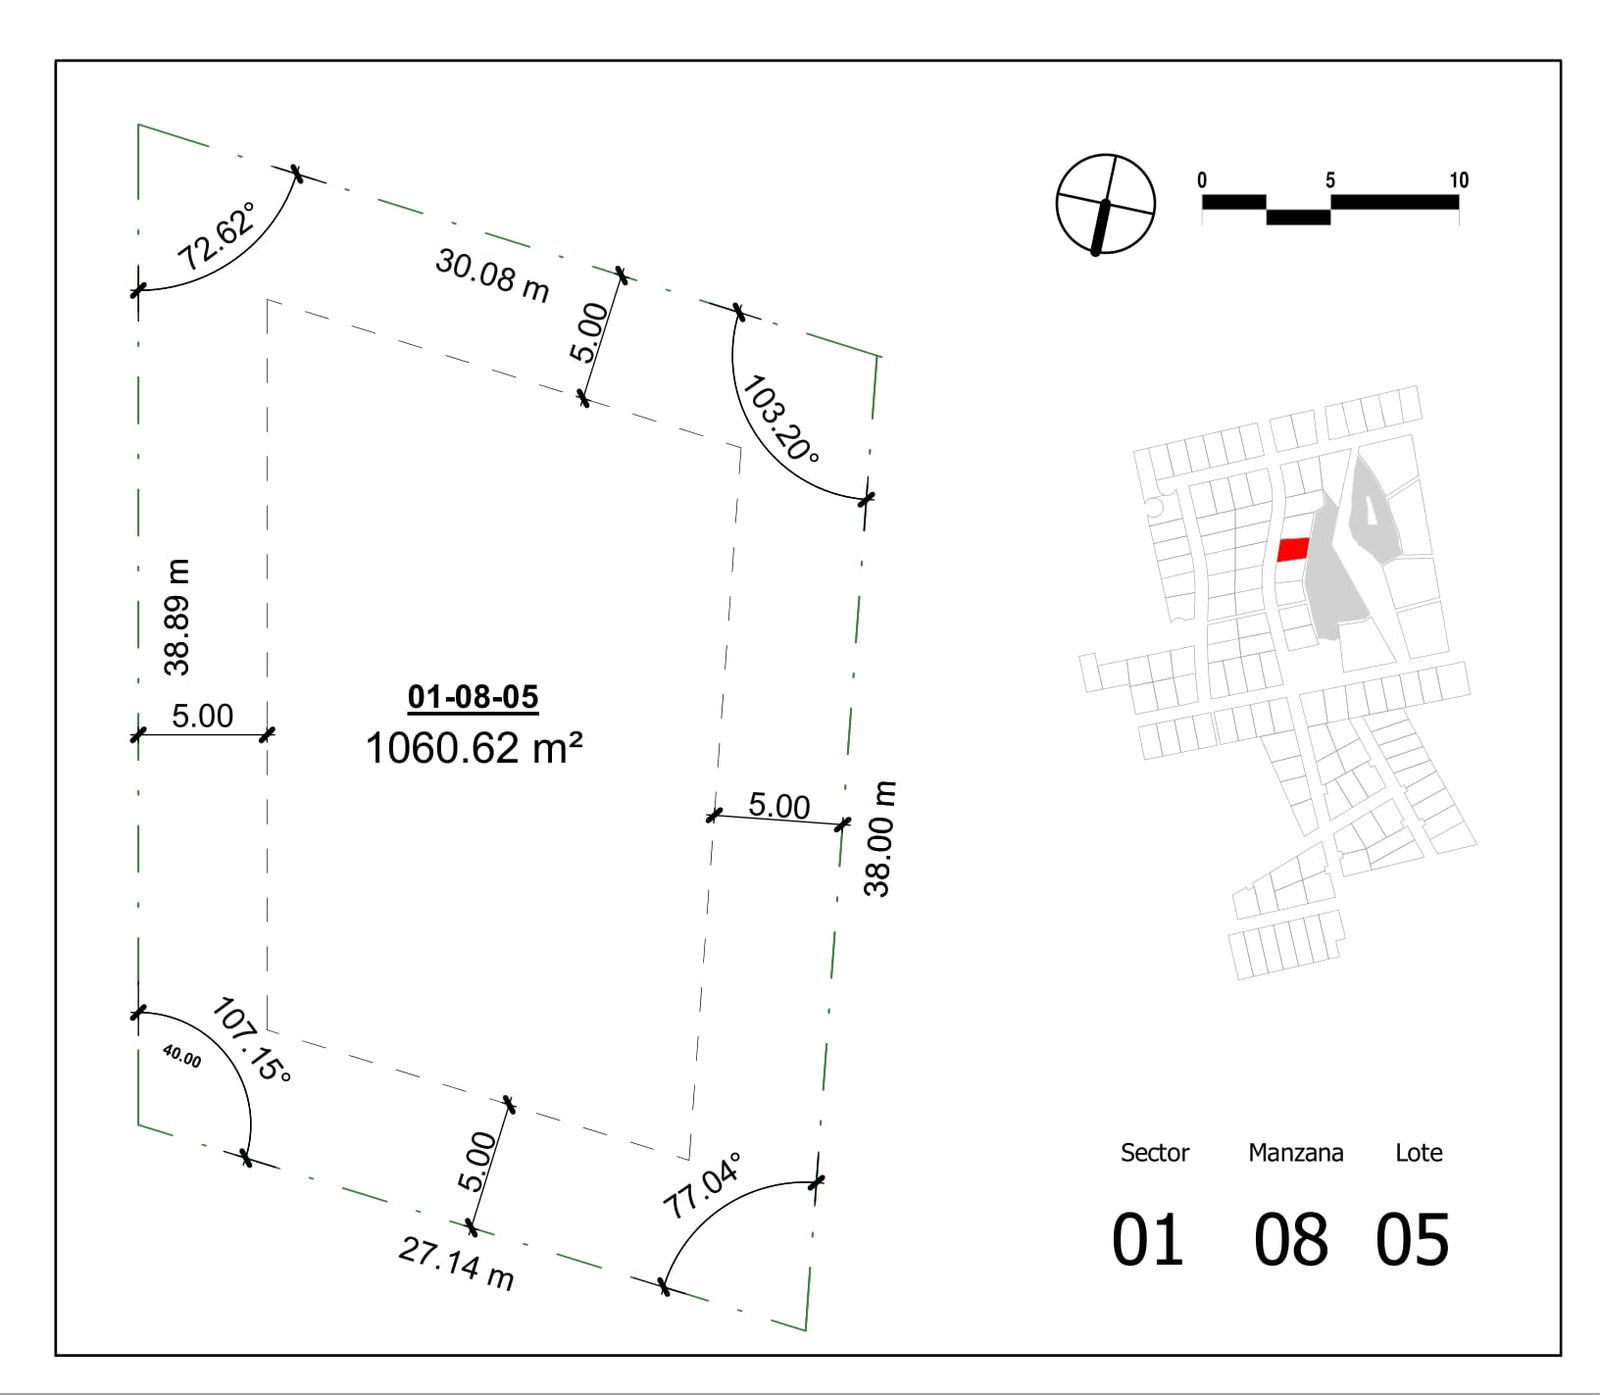 0 5 10
72.62°
30.08 m
5.00
103.20°
38.89 m
01-08-05
5.00
1060.62 m²
5.00
38.00 m
107.15°
40.00
5.00
77.04°
27.14 m
Sector Manzana Lote
01 08 05